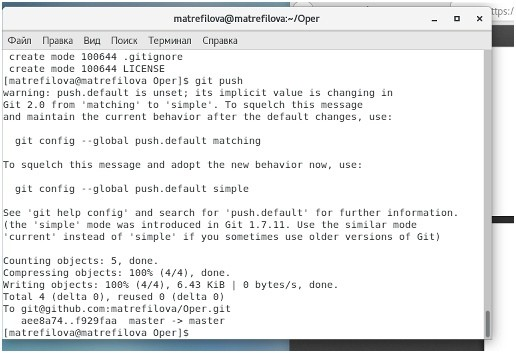 matrefilova@matrefilova:~/Oper
ttps:/
Файл Правка Вид Поиск Терминал Справка
create mode 100644 .gitignore
create mode 100644 LICENSE
[matrefilova@matrefilova Oper]$ git push
warning: push.default is unset; its implicit value is changing in
Git 2.0 from 'matching' to 'simple'. To squelch this message
and maintain the current behavior after the default changes, use:
git config --global push.default matching
To squelch this message and adopt the new behavior now, use:
git config --global push.default simple
See 'git help config' and search for 'push.default' for further information.
(the 'simple' mode was introduced in Git 1.7.11. Use the similar mode
'current' instead of 'simple' if you sometimes use older versions of Git)
Counting objects: 5, done.
Compressing objects: 100% (4/4), done.
Writing objects: 100% (4/4), 6.43 KiB | 0 bytes/s, done.
Total 4 (delta 0), reused 0 (delta 0)
To git@github.com:matrefilova/Oper.git
aee8a74..f929faa master -> master
[matrefilova@matrefilova Oper]$